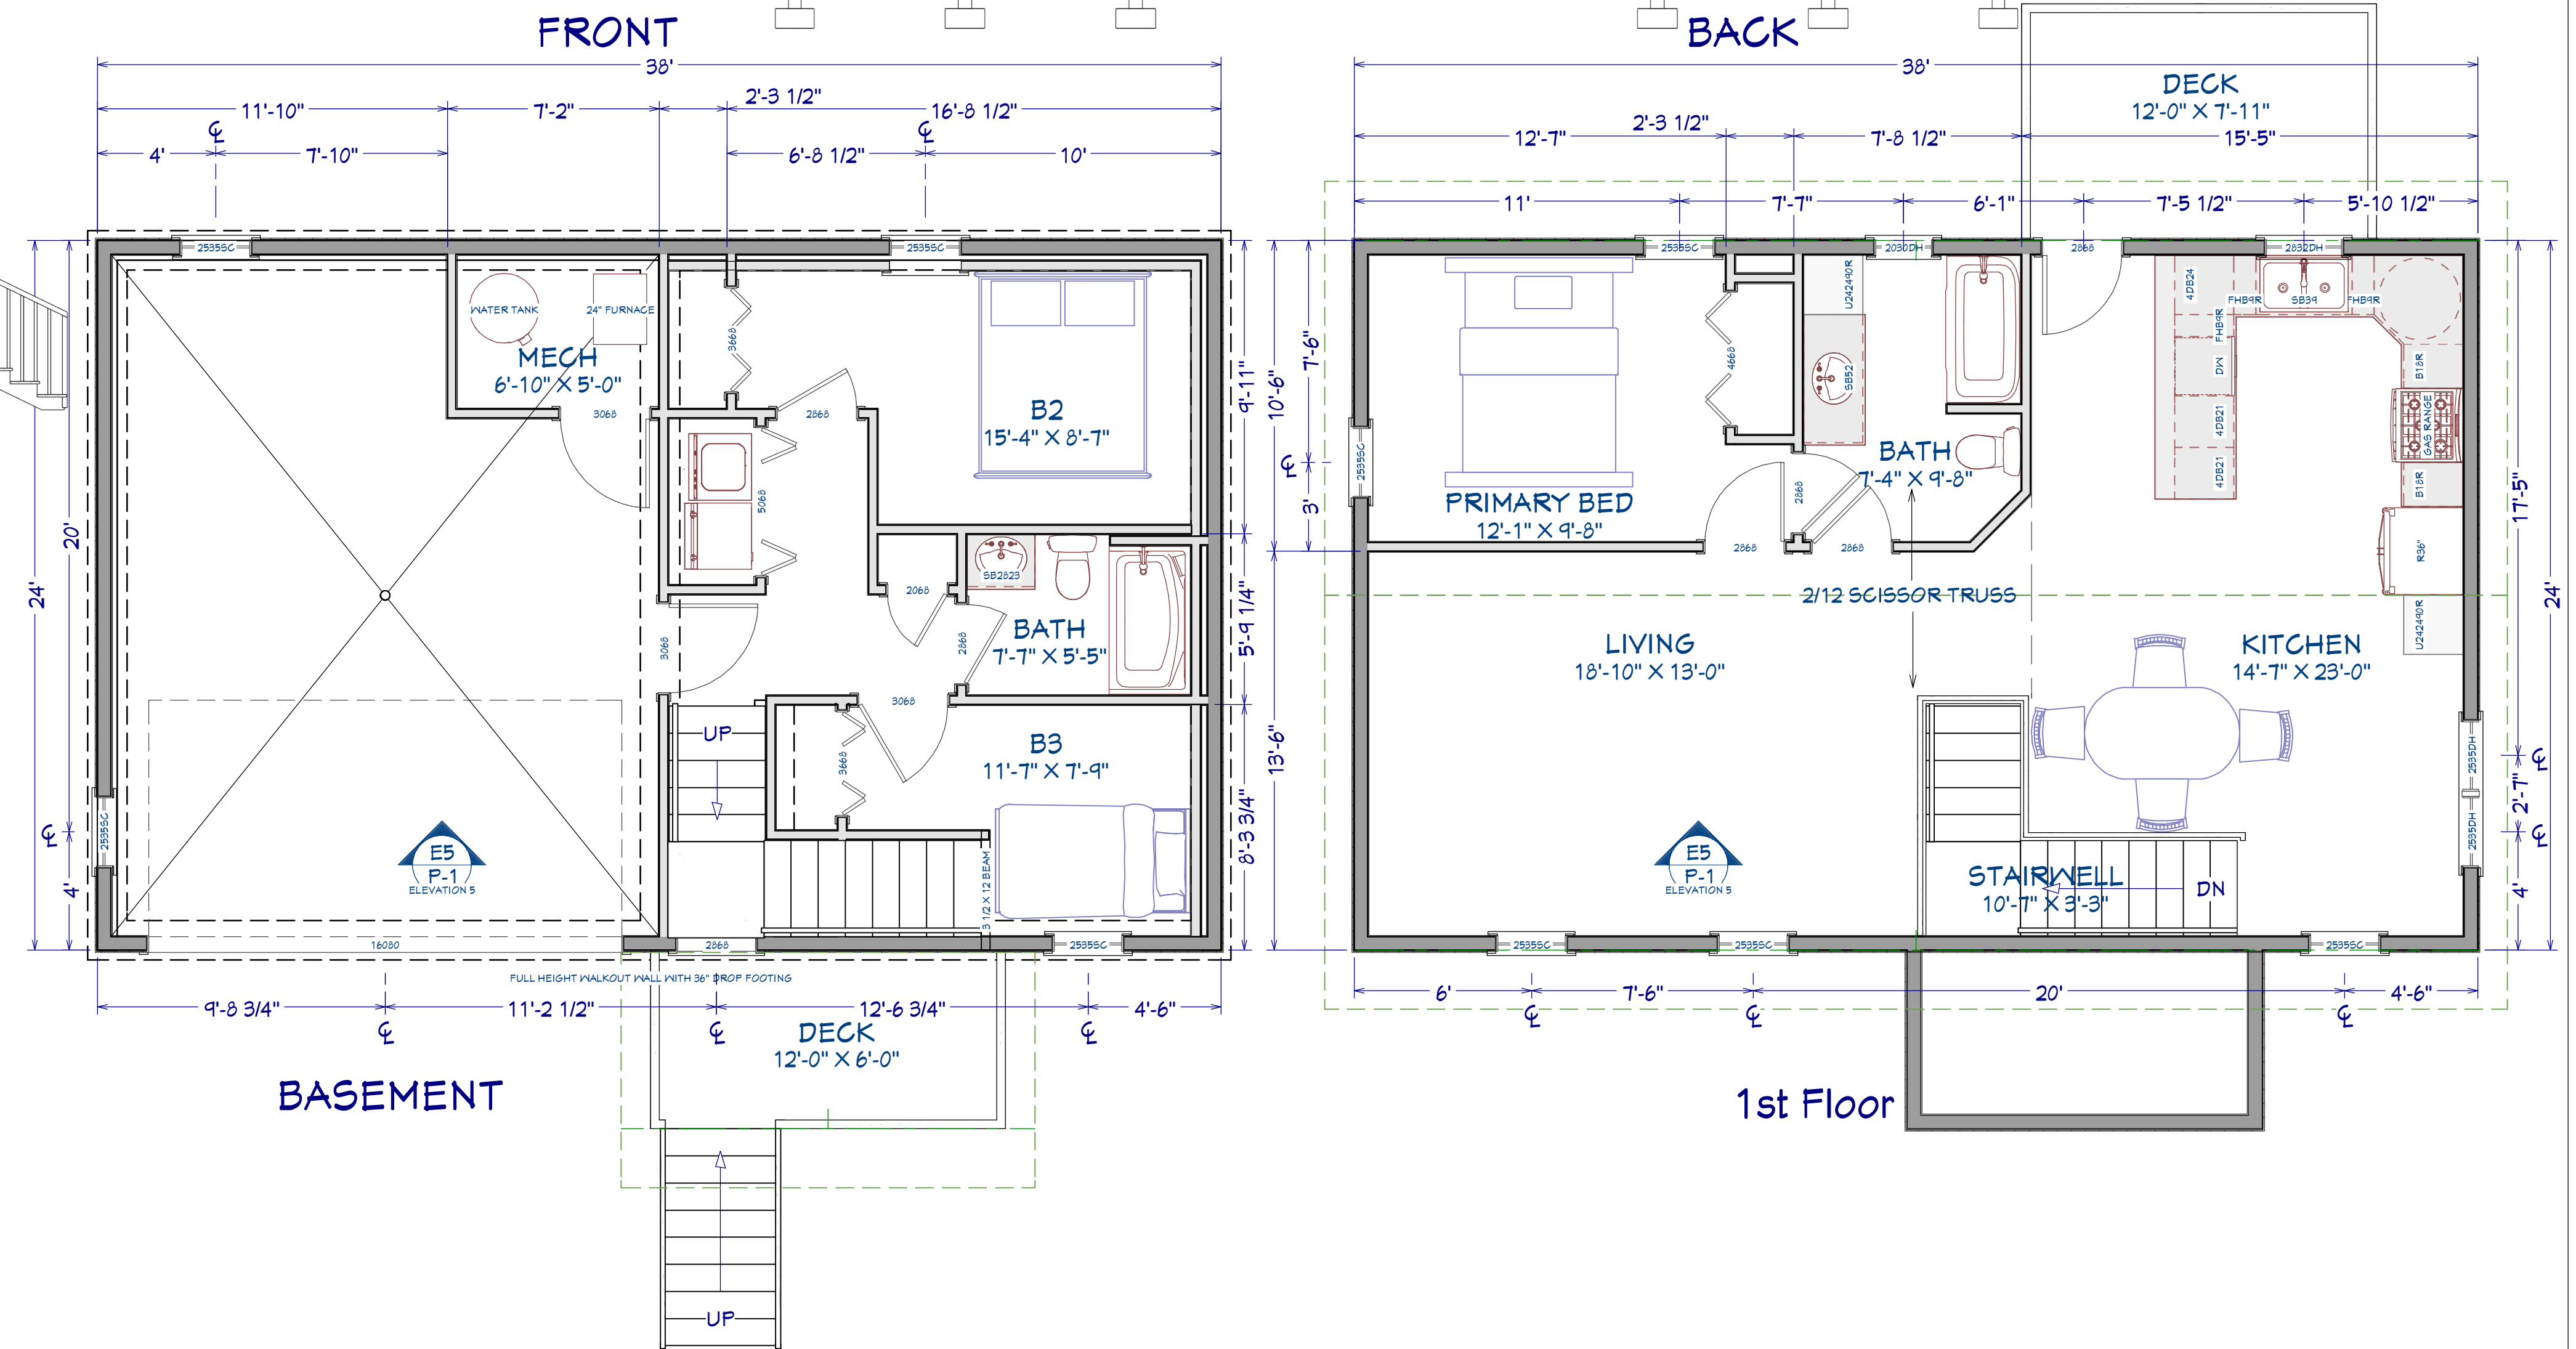 FRONT
BACK
38'
38'
11'-10"
7'-2"
2'-3 1/2"
16'-8 1/2"
4'
7'-10"
6'-8 1/2"
10'
DECK
12'-0" X 7'-11"
12'-7"
2'-3 1/2"
7'-8 1/2"
15'-5"
11'
7'-7"
6'-1"
7'-5 1/2"
5'-10 1/2"
2535SC
2535SC
WATER TANK
24" FURNACE
MECH
6'-10" X 5'-0"
3068
3668
2868
B2
15'-4" X 8'-7"
5068
2068
SB2823
BATH
7'-7" X 5'-5"
2868
3068
3068
UP
B3
11'-7" X 7'-9"
3668
3 1/2 X 12 BEAM
E5
P-1
ELEVATION 5
2535SC
16080
2868
2535SC
FULL HEIGHT WALKOUT WALL WITH 36" DROP FOOTING
24'
20'
4'
9'-11"
5'-9 1/4"
8'-3 3/4"
9'-8 3/4"
11'-2 1/2"
12'-6 3/4"
4'-6"
DECK
12'-0" X 6'-0"
UP
BASEMENT
10'-6"
13'-6"
7'-6"
3'
2535SC
2030DH
2868
2832DH
2535SC
PRIMARY BED
12'-1" X 9'-8"
4668
U242490R
SB527
BATH
7'-4" X 9'-8"
2868
2868
2868
4DB24
FHB9R
SB39
FHB9R
FHB9R
DW
4DB21
4DB21
B18R
GAS RANGE
B18R
R36"
U242490R
2/12 SCISSOR TRUSS
LIVING
18'-10" X 13'-0"
KITCHEN
14'-7" X 23'-0"
E5
P-1
ELEVATION 5
STAIRWELL
10'-7" X 3'-3"
DN
2535DH
2535DH
2535SC
2535SC
2535SC
17'-5"
2'-7"
4'
24'
6'
7'-6"
20'
4'-6"
1st Floor